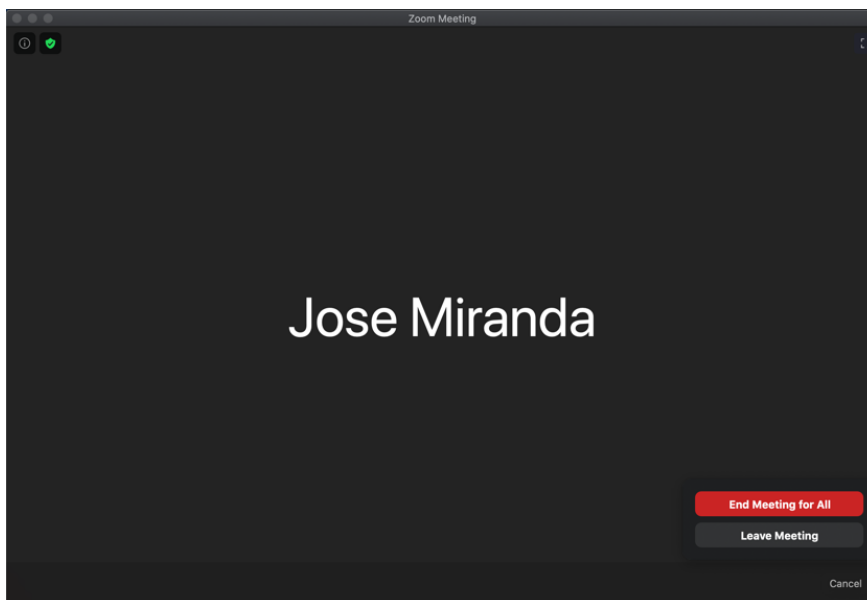 Zoom Meeting
Jose Miranda
End Meeting for All
Leave Meeting
Cancel